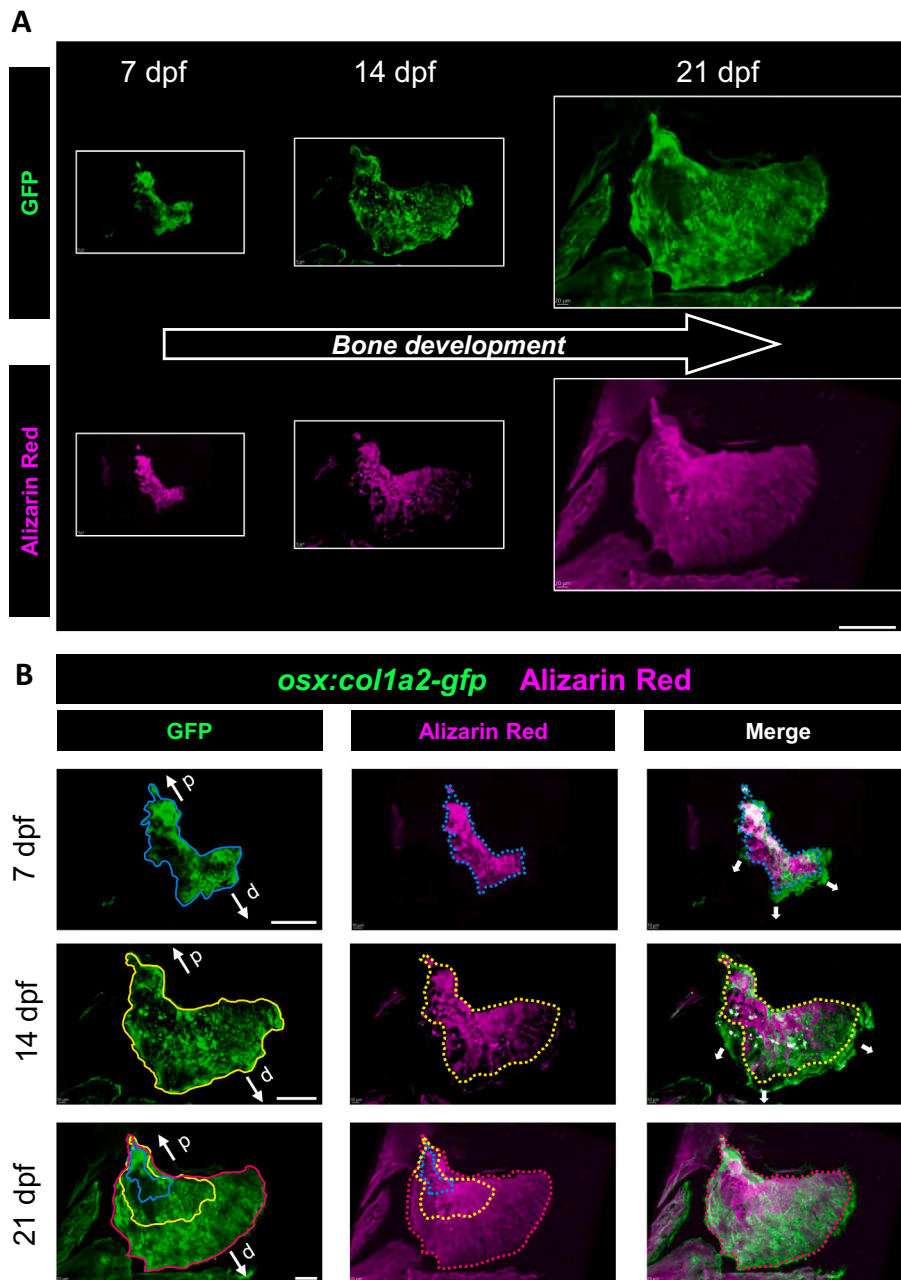 A
7 dpf
14 dpf
21 dpf
GFP
20 µm
Bone development
Alizarin Red
20 µm
B
osx:col1a2-gfp Alizarin Red
GFP
Alizarin Red
Merge
7 dpf
p
d
14 dpf
p
d
21 dpf
p
d